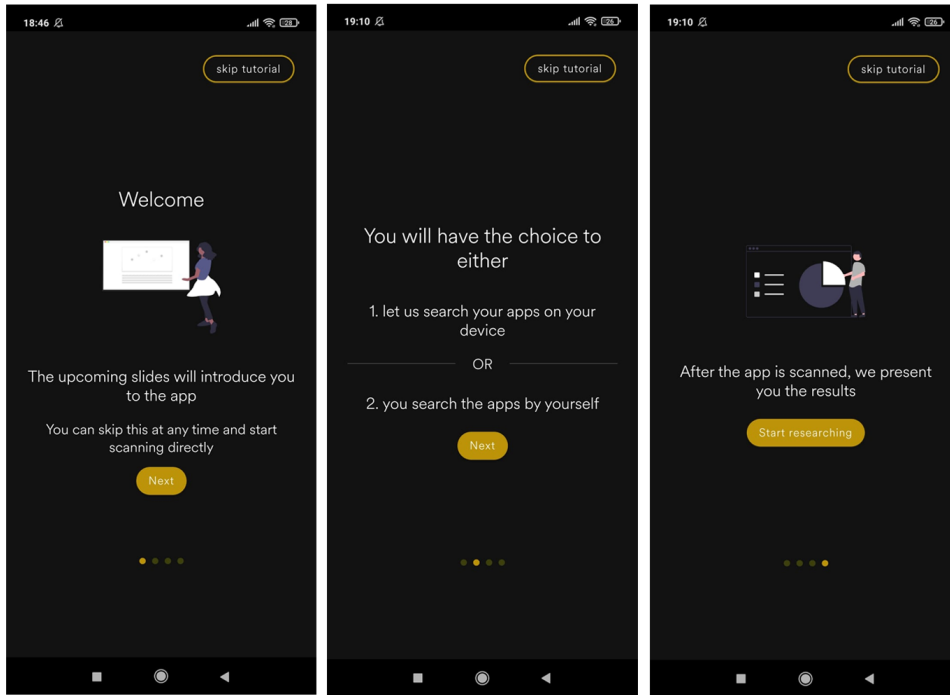 18:46
28
skip tutorial
Welcome
The upcoming slides will introduce you
to the app
You can skip this at any time and start
scanning directly
Next
19:10
26
skip tutorial
You will have the choice to
either
1. let us search your apps on your
device
OR
2. you search the apps by yourself
Next
19:10
26
skip tutorial
After the app is scanned, we present
you the results
Start researching